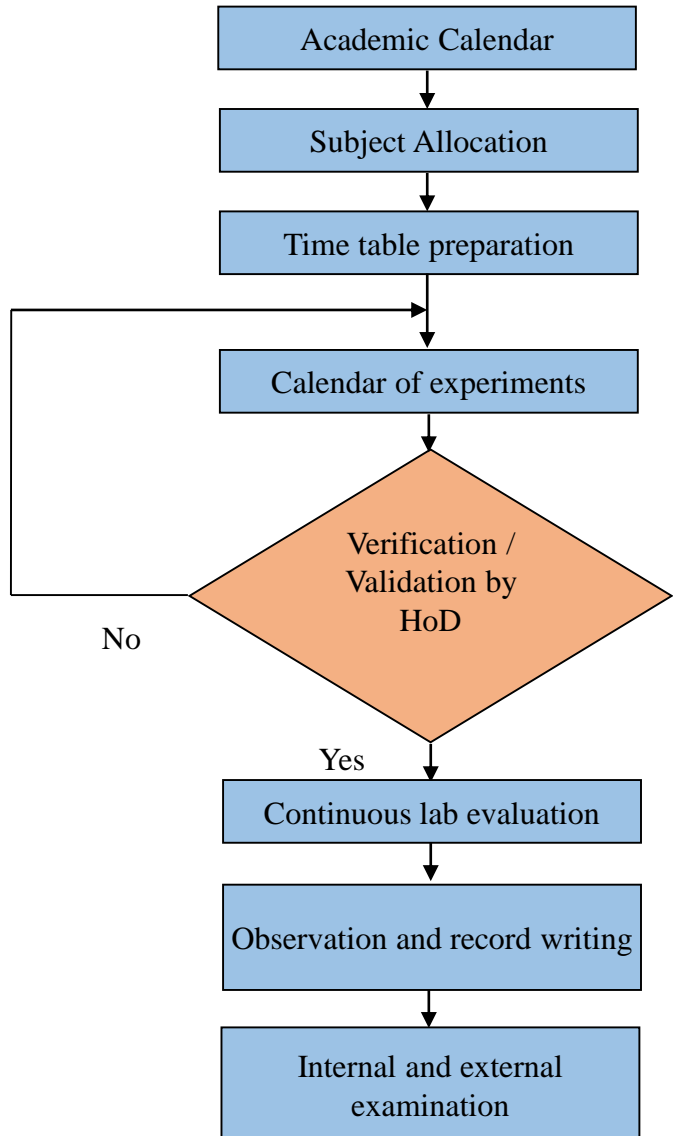 Academic Calendar
Subject Allocation
Time table preparation
Calendar of experiments
Verification /
Validation by
HoD
No
Yes
Continuous lab evaluation
Observation and record writing
Internal and external
examination